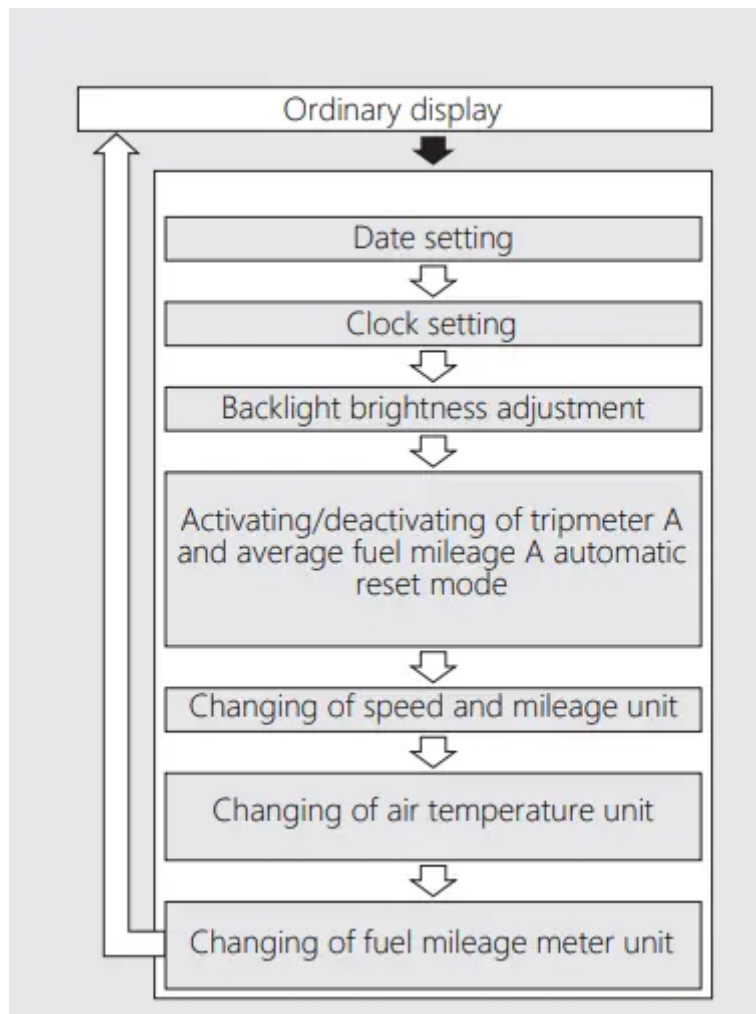 Ordinary display
Date setting
Clock setting
Backlight brightness adjustment
Activating/deactivating of tripmeter A
and average fuel mileage A automatic
reset mode
Changing of speed and mileage unit
Changing of air temperature unit
Changing of fuel mileage meter unit